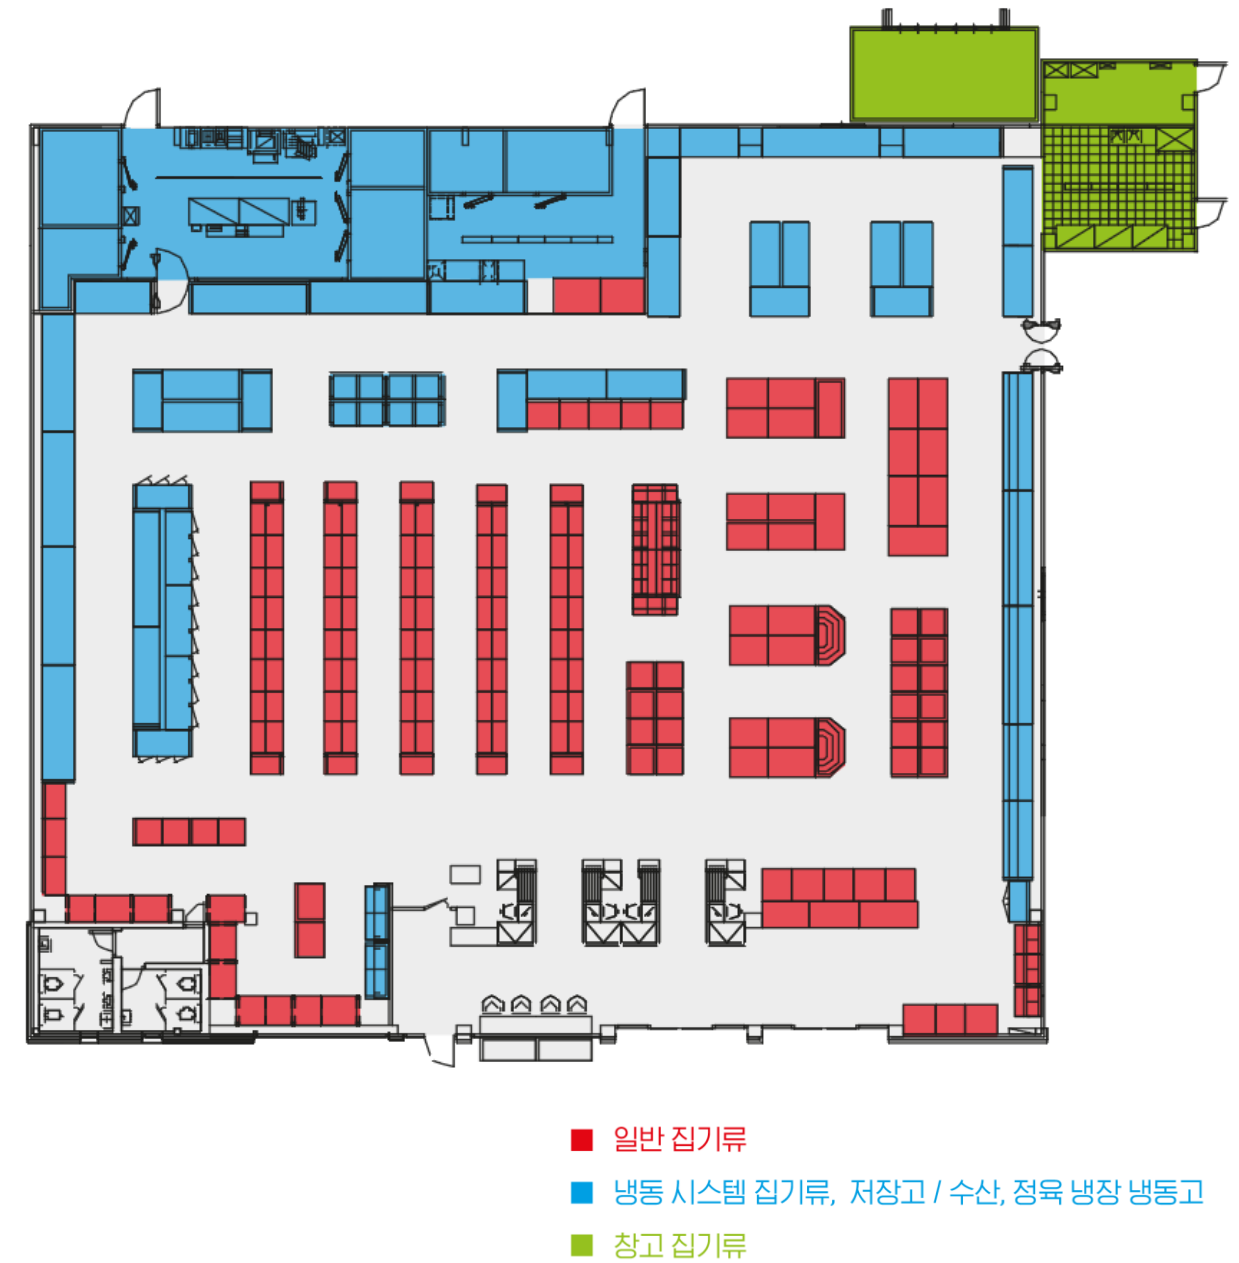 일반 집기류
냉동 시스템 집기류, 저장고 / 수산, 정육 냉장 냉동고
창고 집기류